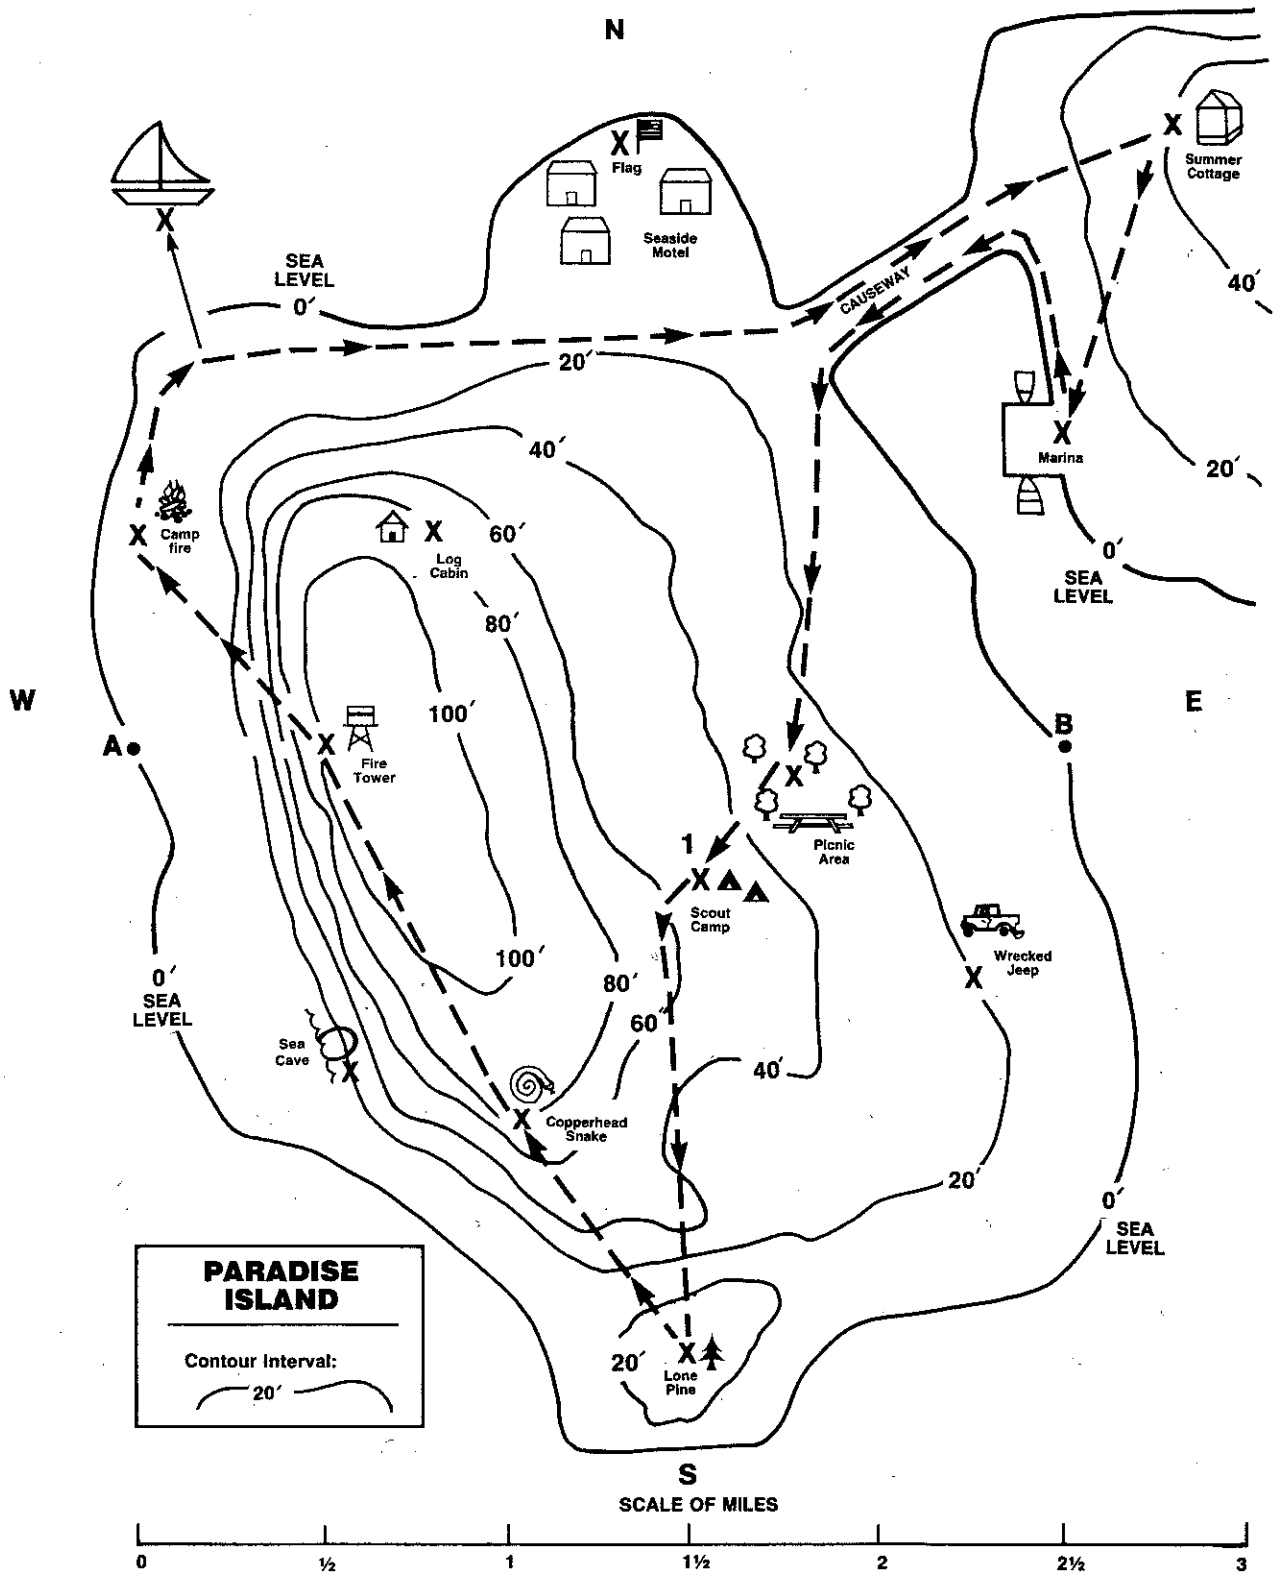 N
Flag
Seaside
Motel
Summer
Cottage
SEA
LEVEL
0′
CAUSEWAY
40′
20′
40′
Marina
20′
60′
Camp
fire
Log
Cabin
0′
SEA
LEVEL
80′
W
E
100′
A
B
Fire
Tower
1
Picnic
Area
Scout
Camp
Wrecked
Jeep
100′
0′
SEA
LEVEL
80′
60′
Sea
Cave
40′
Copperhead
Snake
20′
0′
SEA
LEVEL
PARADISE
ISLAND
Contour Interval:
20′
20′
Lone
Pine
S
SCALE OF MILES
0 ½ 1 1½ 2 2½ 3